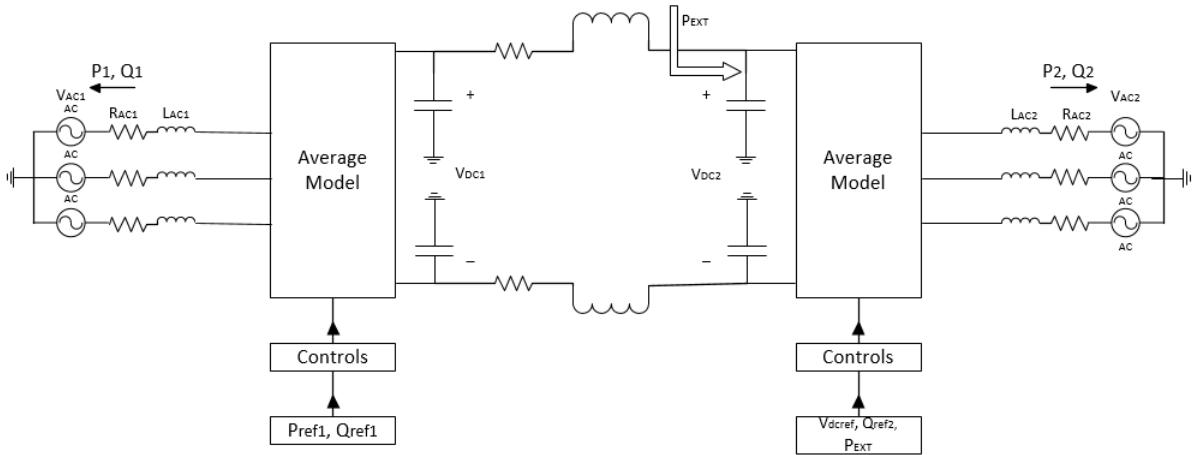 PEXT
P1, Q1
P2, Q2
VAC1
AC
RAC1
LAC1
AC
AC
Average
Model
+
+
VDC1
VDC2
–
–
Average
Model
LAC2
RAC2
VAC2
AC
AC
AC
Controls
Controls
Pref1, Qref1
Vdcref, Qref2,
PEXT